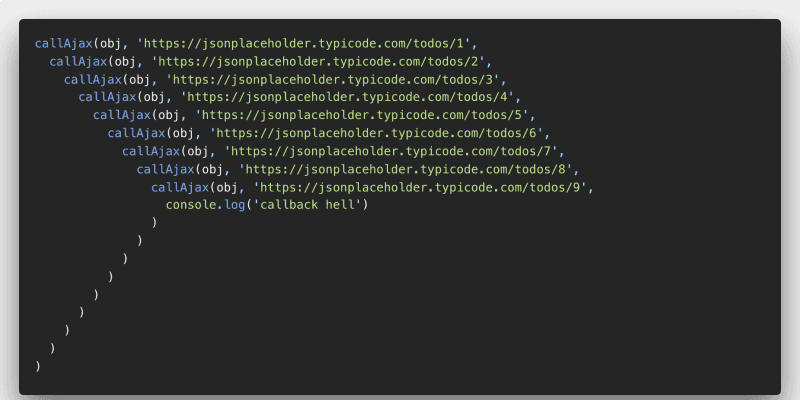 callAjax(obj, 'https://jsonplaceholder.typicode.com/todos/1',
  callAjax(obj, 'https://jsonplaceholder.typicode.com/todos/2',
    callAjax(obj, 'https://jsonplaceholder.typicode.com/todos/3',
      callAjax(obj, 'https://jsonplaceholder.typicode.com/todos/4',
        callAjax(obj, 'https://jsonplaceholder.typicode.com/todos/5',
          callAjax(obj, 'https://jsonplaceholder.typicode.com/todos/6',
            callAjax(obj, 'https://jsonplaceholder.typicode.com/todos/7',
              callAjax(obj, 'https://jsonplaceholder.typicode.com/todos/8',
                callAjax(obj, 'https://jsonplaceholder.typicode.com/todos/9',
                  console.log('callback hell')
                )
              )
            )
          )
        )
      )
    )
  )
)